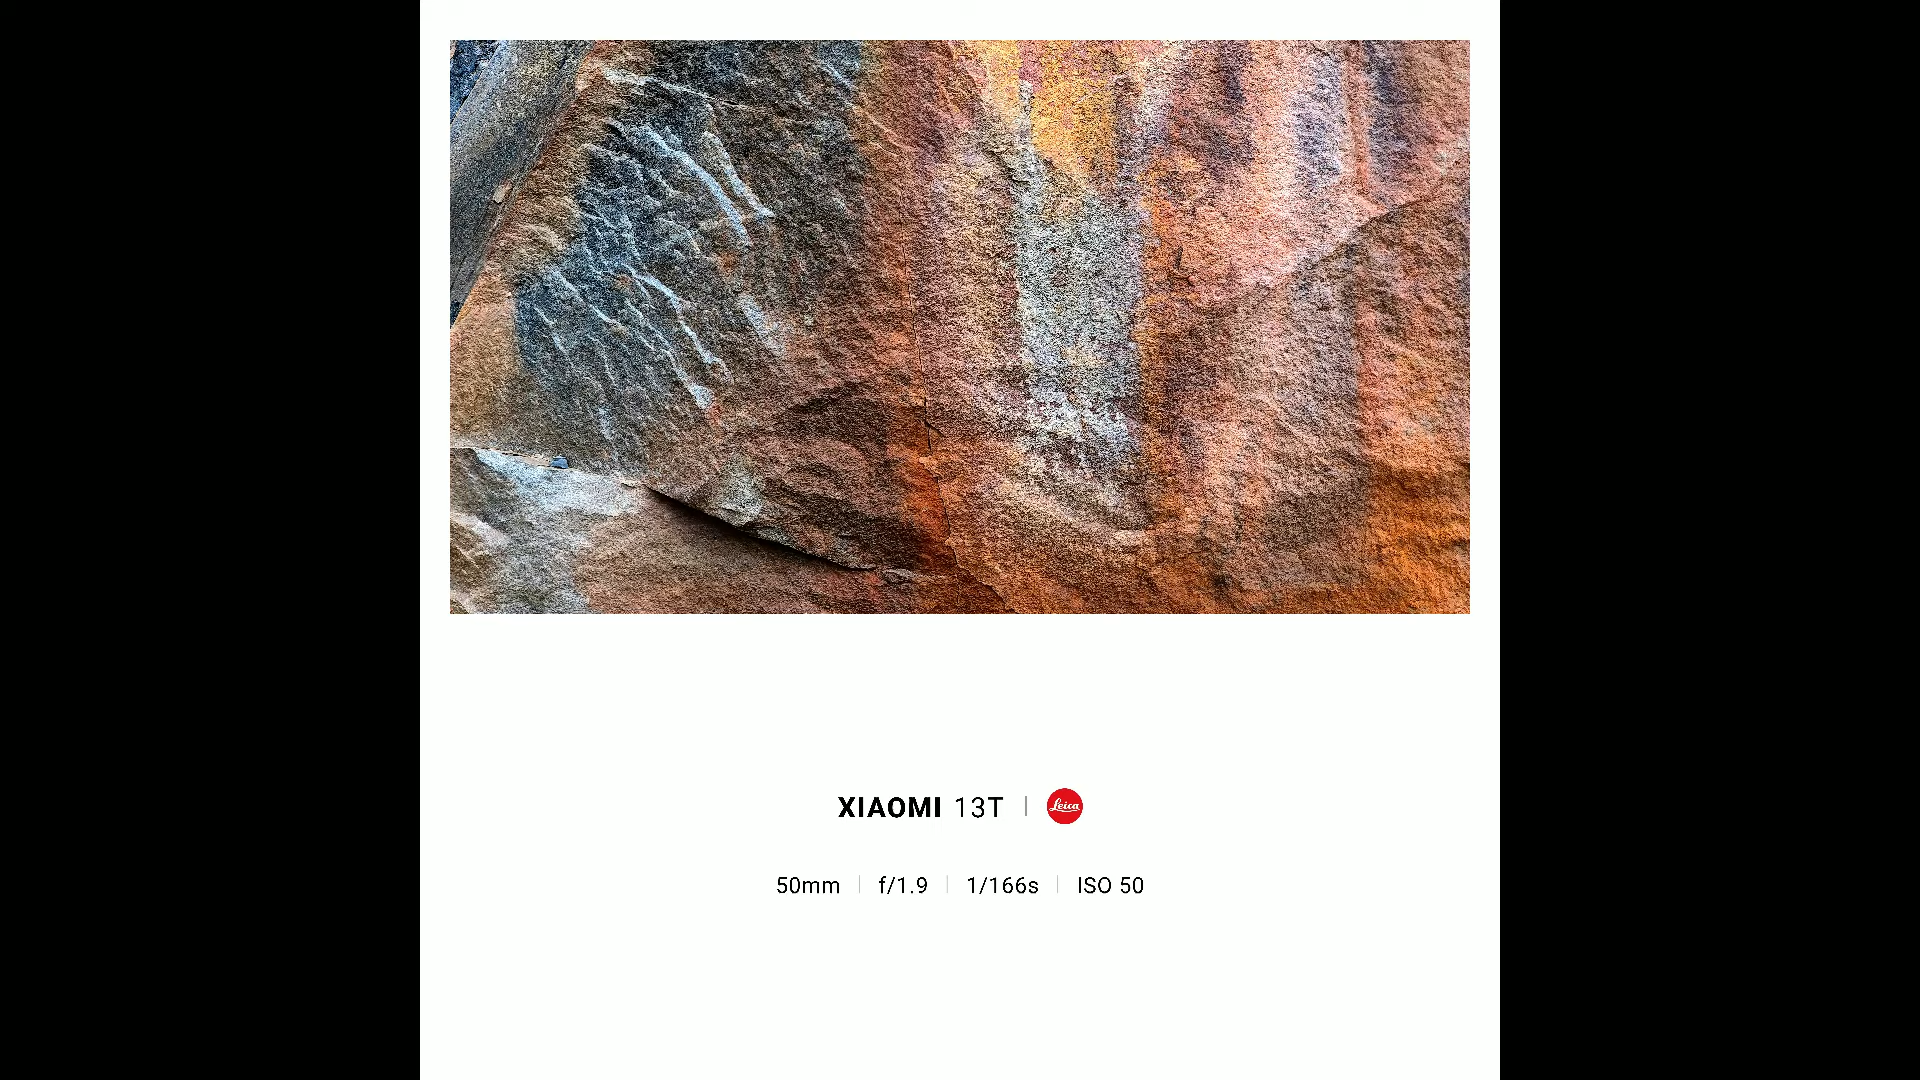 XIAOMI 13T | Leica
50mm | f/1.9 | 1/166s | ISO 50